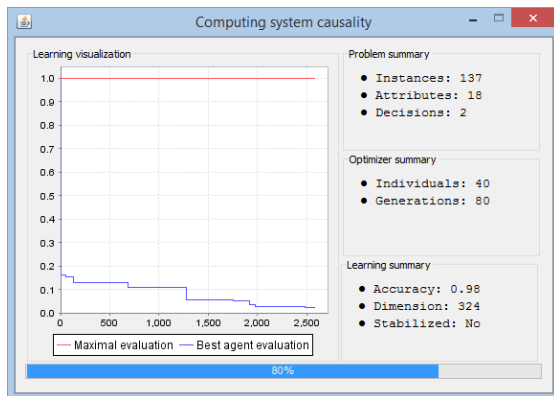 Computing system causality
Learning visualization
1.0
0.9
0.8
0.7
0.6
0.5
0.4
0.3
0.2
0.1
0.0
0 500 1,000 1,500 2,000 2,500
Maximal evaluation Best agent evaluation
Problem summary
● Instances: 137
● Attributes: 18
● Decisions: 2
Optimizer summary
● Individuals: 40
● Generations: 80
Learning summary
● Accuracy: 0.98
● Dimension: 324
● Stabilized: No
80%